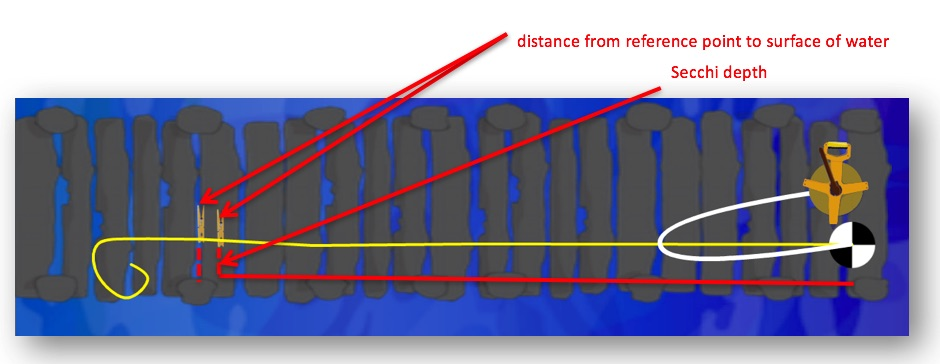 distance from reference point to surface of water
Secchi depth